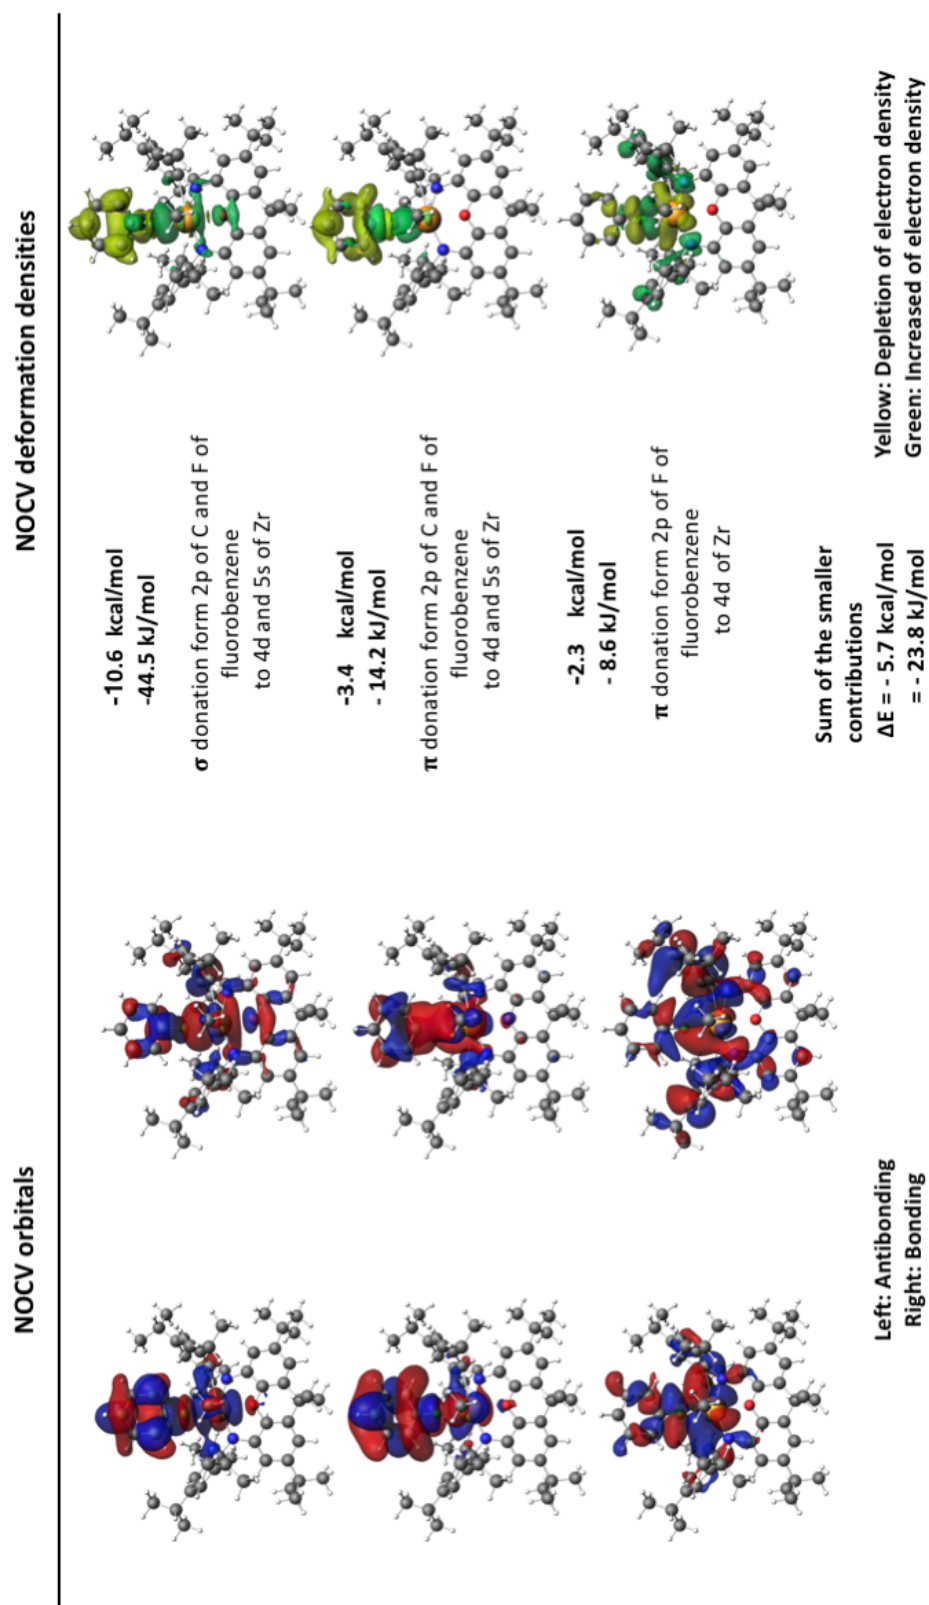 NOCV orbitals
NOCV deformation densities
-10.6 kcal/mol
-44.5 kJ/mol
σ donation form 2p of C and F of
fluorobenzene
to 4d and 5s of Zr
-3.4 kcal/mol
- 14.2 kJ/mol
π donation form 2p of C and F of
fluorobenzene
to 4d and 5s of Zr
-2.3 kcal/mol
- 8.6 kJ/mol
π donation form 2p of F of
fluorobenzene
to 4d of Zr
Left: Antibonding
Right: Bonding
Sum of the smaller
contributions
ΔE = - 5.7 kcal/mol
= - 23.8 kJ/mol
Yellow: Depletion of electron density
Green: Increased of electron density